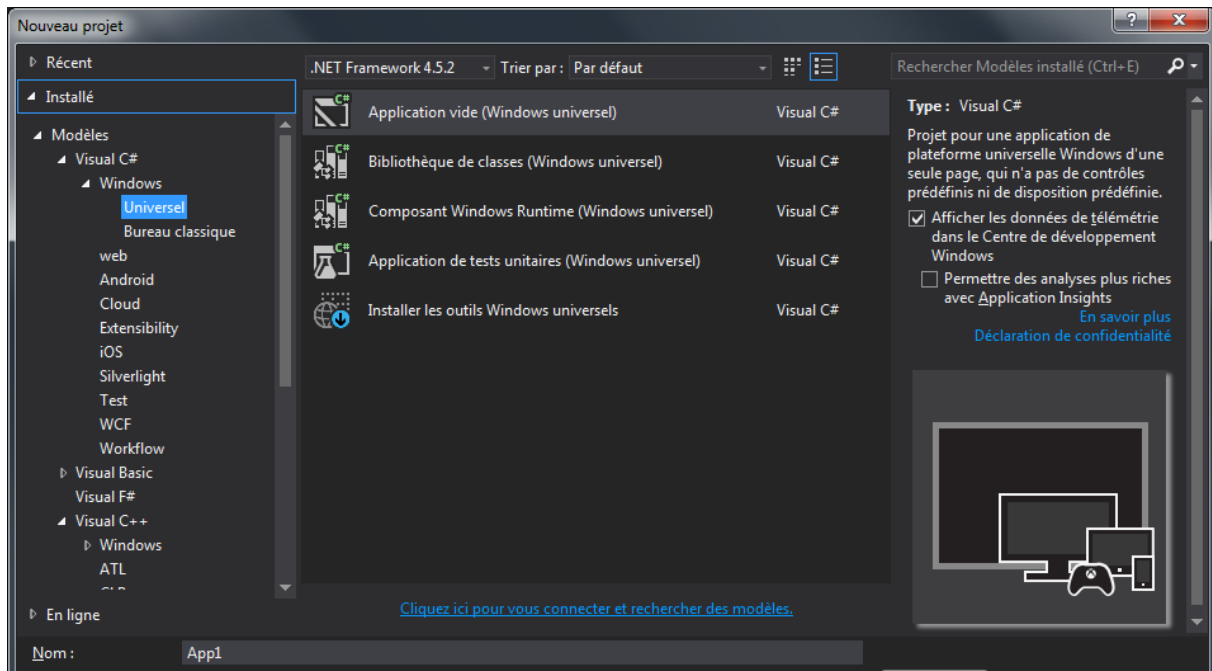 Nouveau projet
?
Récent
Installé
Modèles
Visual C#
Windows
Universel
Bureau classique
web
Android
Cloud
Extensibility
iOS
Silverlight
Test
WCF
Workflow
Visual Basic
Visual F#
Visual C++
Windows
ATL
En ligne
.NET Framework 4.5.2 Trier par : Par défaut
Application vide (Windows universel) Visual C#
Bibliothèque de classes (Windows universel) Visual C#
Composant Windows Runtime (Windows universel) Visual C#
Application de tests unitaires (Windows universel) Visual C#
Installer les outils Windows universels Visual C#
Cliquez ici pour vous connecter et rechercher des modèles.
Rechercher Modèles installé (Ctrl+E)
Type : Visual C#
Projet pour une application de
plateforme universelle Windows d'une
seule page, qui n'a pas de contrôles
prédéfinis ni de disposition prédéfinie.
Afficher les données de télémétrie
dans le Centre de développement
Windows
Permettre des analyses plus riches
avec Application Insights
En savoir plus
Déclaration de confidentialité
Nom : App1